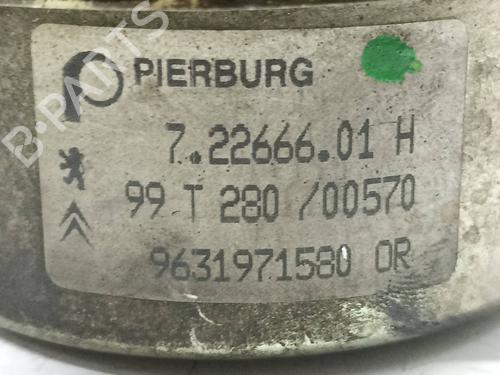 B-PARTS
PIERBURG
7.22666.01 H
99 T 280 /00570
9631971580 OR